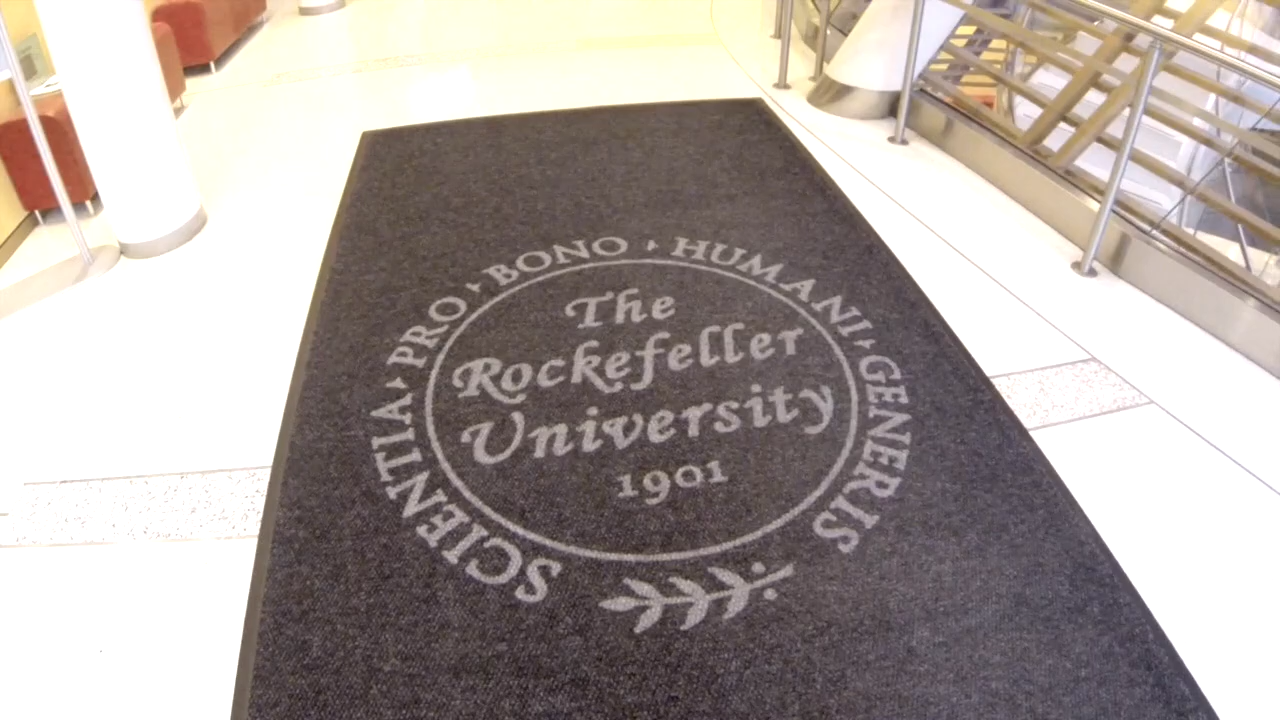 SCIENTIA · PRO · BONO · HUMANI · GENERIS
The
Rockefeller
University
1901